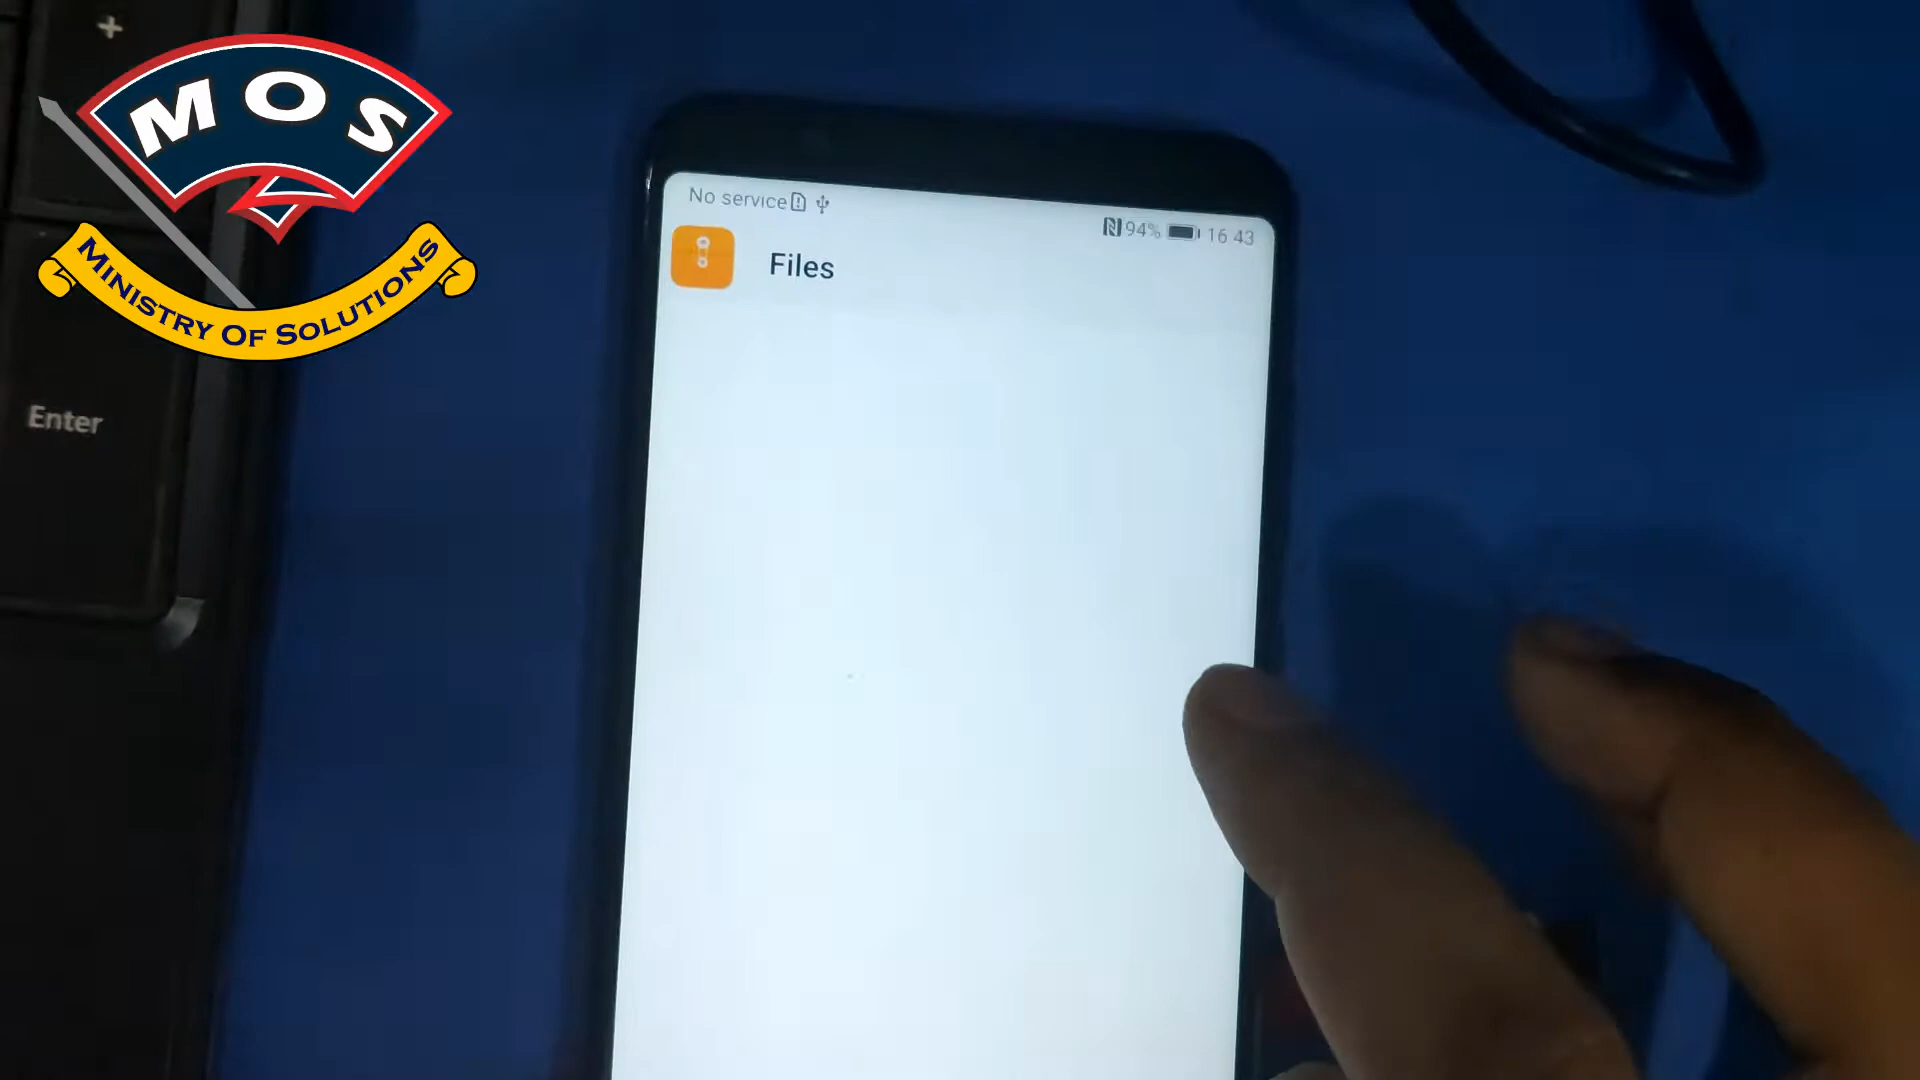 +
MOS
MINISTRY OF SOLUTIONS
Enter
No service
94% 16 43
Files